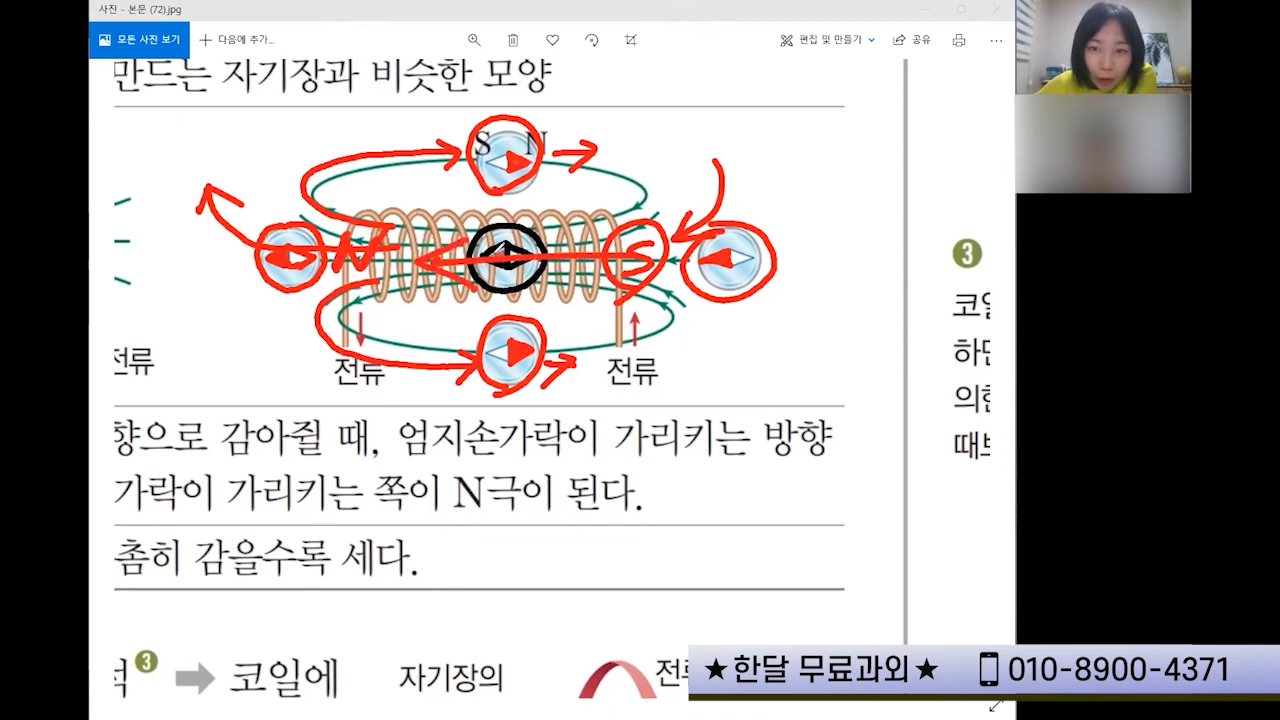 사진 - 본문 (72).jpg
모든 사진 보기
다음에 추가...
편집 및 만들기
공유
만드는 자기장과 비슷한 모양
S N
N
S
전류
전류
전류
3
코일
하면
의한
향으로 감아쥘 때, 엄지손가락이 가리키는 방향
가락이 가리키는 쪽이 N극이 된다.
촘히 감을수록 세다.
3
코일에
자기장의
전류
★한달 무료과외★ 010-8900-4371